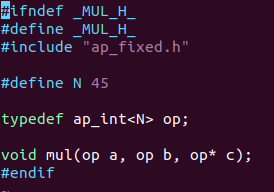 #ifndef _MUL_H_
#define _MUL_H_
#include "ap_fixed.h"
#define N 45
typedef ap_int<N> op;
void mul(op a, op b, op* c);
#endif